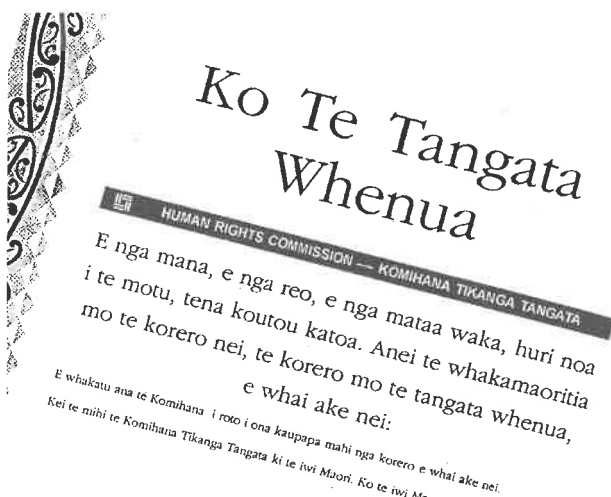 Ko Te Tangata
Whenua
HUMAN RIGHTS COMMISSION — KOMIHANA TIKANGA TANGATA
E nga mana, e nga reo, e nga mataa waka, huri noa
i te motu, tena koutou katoa. Anei te whakamaoritia
mo te korero nei, te korero mo te tangata whenua,
e whai ake nei:
E whakatu ana te Komihana i roto i ona kaupapa mahi nga korero e whai ake nei.
Kei te mihi te Komihana Tikanga Tangata ki te iwi Maori. Ko te iwi